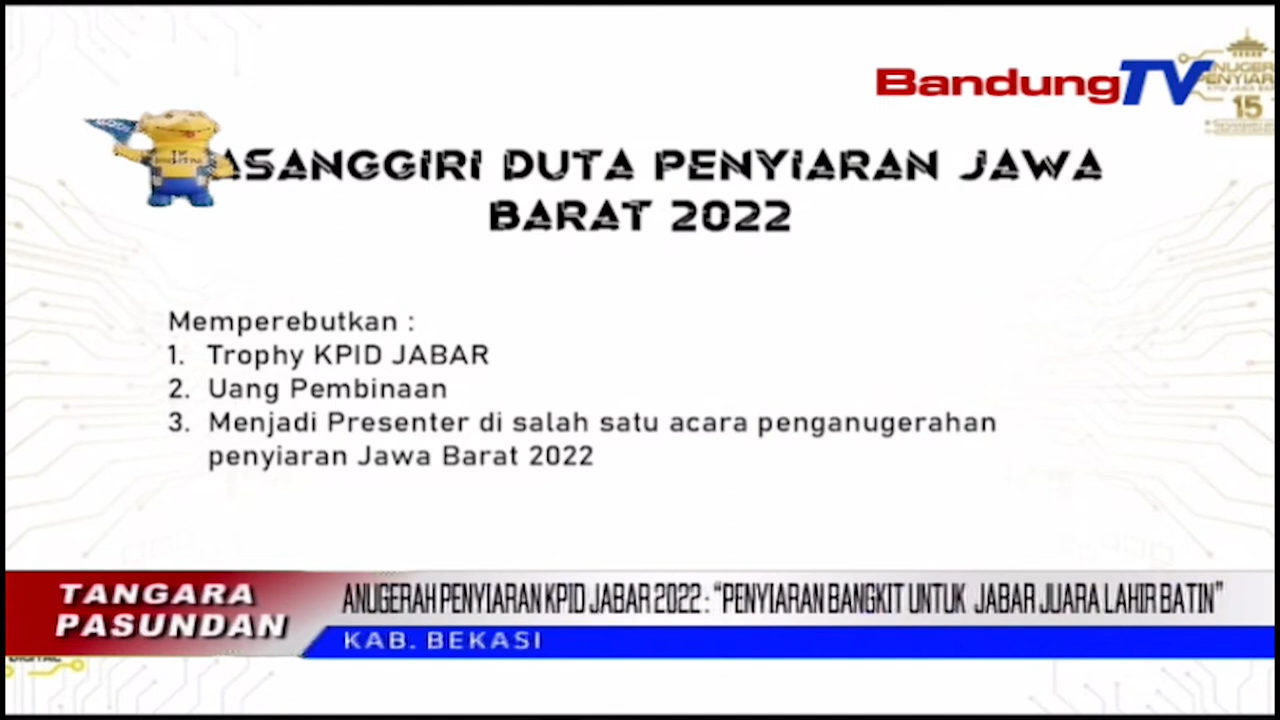 BandungTV
ASANGGIRI DUTA PENYIARAN JAWA
BARAT 2022
15
Memperebutkan :
1. Trophy KPID JABAR
2. Uang Pembinaan
3. Menjadi Presenter di salah satu acara penganugerahan
penyiaran Jawa Barat 2022
TANGARA
PASUNDAN
ANUGERAH PENYIARAN KPID JABAR 2022 : “PENYIARAN BANGKIT UNTUK JABAR JUARA LAHIR BATIN”
KAB. BEKASI
DIGITAL